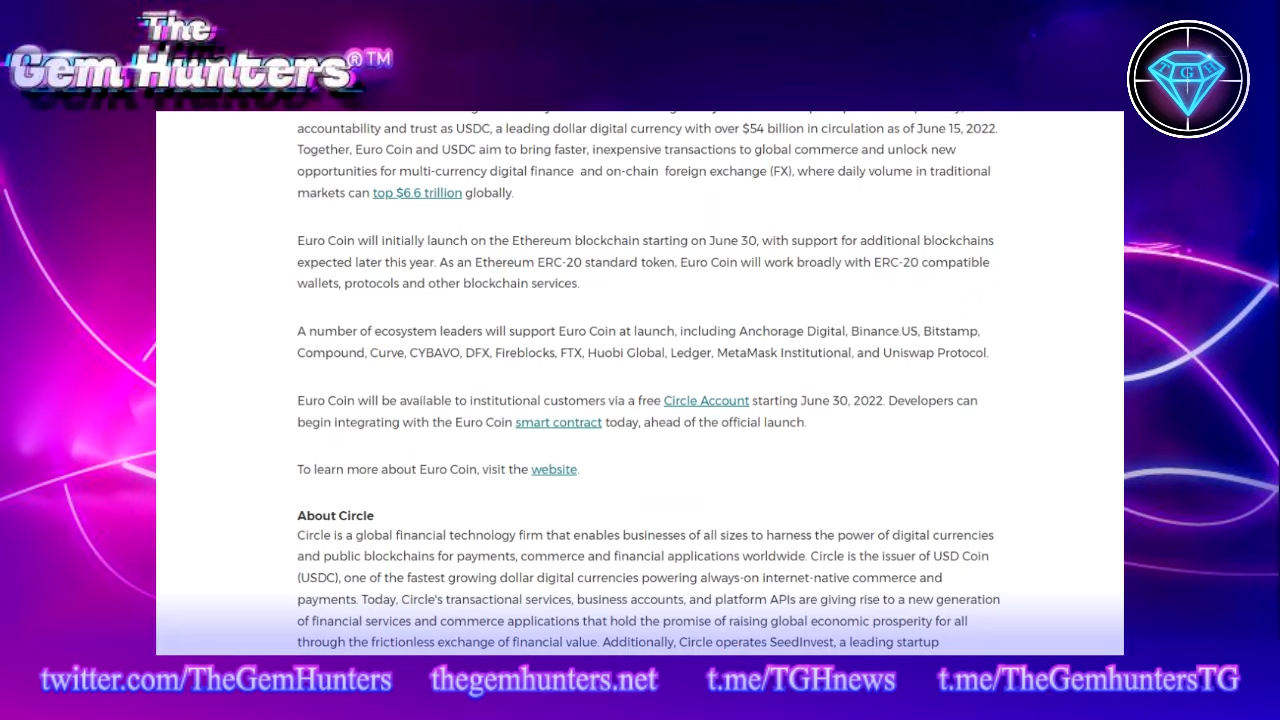 The
Gem Hunters®™
T G H
accountability and trust as USDC, a leading dollar digital currency with over $54 billion in circulation as of June 15, 2022.
Together, Euro Coin and USDC aim to bring faster, inexpensive transactions to global commerce and unlock new
opportunities for multi-currency digital finance and on-chain foreign exchange (FX), where daily volume in traditional
markets can top $6.6 trillion globally.
Euro Coin will initially launch on the Ethereum blockchain starting on June 30, with support for additional blockchains
expected later this year. As an Ethereum ERC-20 standard token, Euro Coin will work broadly with ERC-20 compatible
wallets, protocols and other blockchain services.
A number of ecosystem leaders will support Euro Coin at launch, including Anchorage Digital, Binance.US, Bitstamp,
Compound, Curve, CYBAVO, DFX, Fireblocks, FTX, Huobi Global, Ledger, MetaMask Institutional, and Uniswap Protocol.
Euro Coin will be available to institutional customers via a free Circle Account starting June 30, 2022. Developers can
begin integrating with the Euro Coin smart contract today, ahead of the official launch.
To learn more about Euro Coin, visit the website.
About Circle
Circle is a global financial technology firm that enables businesses of all sizes to harness the power of digital currencies
and public blockchains for payments, commerce and financial applications worldwide. Circle is the issuer of USD Coin
(USDC), one of the fastest growing dollar digital currencies powering always-on internet-native commerce and
payments. Today, Circle's transactional services, business accounts, and platform APIs are giving rise to a new generation
of financial services and commerce applications that hold the promise of raising global economic prosperity for all
through the frictionless exchange of financial value. Additionally, Circle operates SeedInvest, a leading startup
twitter.com/TheGemHunters thegemhunters.net t.me/TGHnews t.me/TheGemhuntersTG